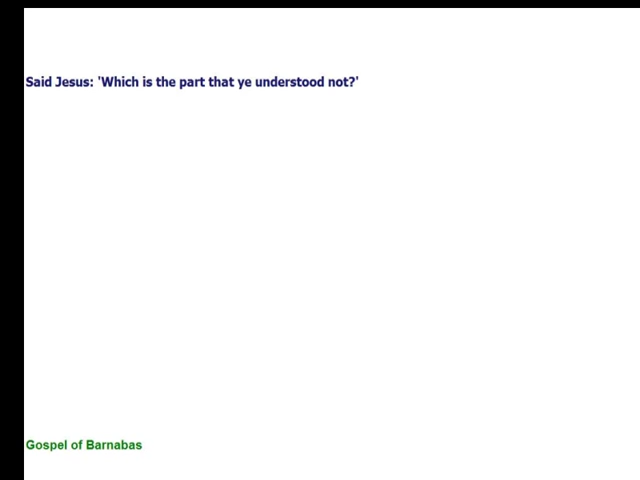 Said Jesus: 'Which is the part that ye understood not?'
Gospel of Barnabas